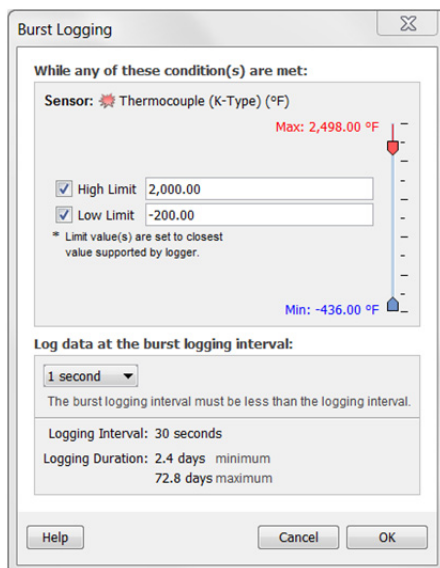 Burst Logging
While any of these condition(s) are met:
Sensor: Thermocouple (K-Type) (°F)
Max: 2,498.00 °F
High Limit 2,000.00
Low Limit -200.00
* Limit value(s) are set to closest
value supported by logger.
Min: -436.00 °F
Log data at the burst logging interval:
1 second
The burst logging interval must be less than the logging interval.
Logging Interval: 30 seconds
Logging Duration: 2.4 days minimum
72.8 days maximum
Help Cancel OK